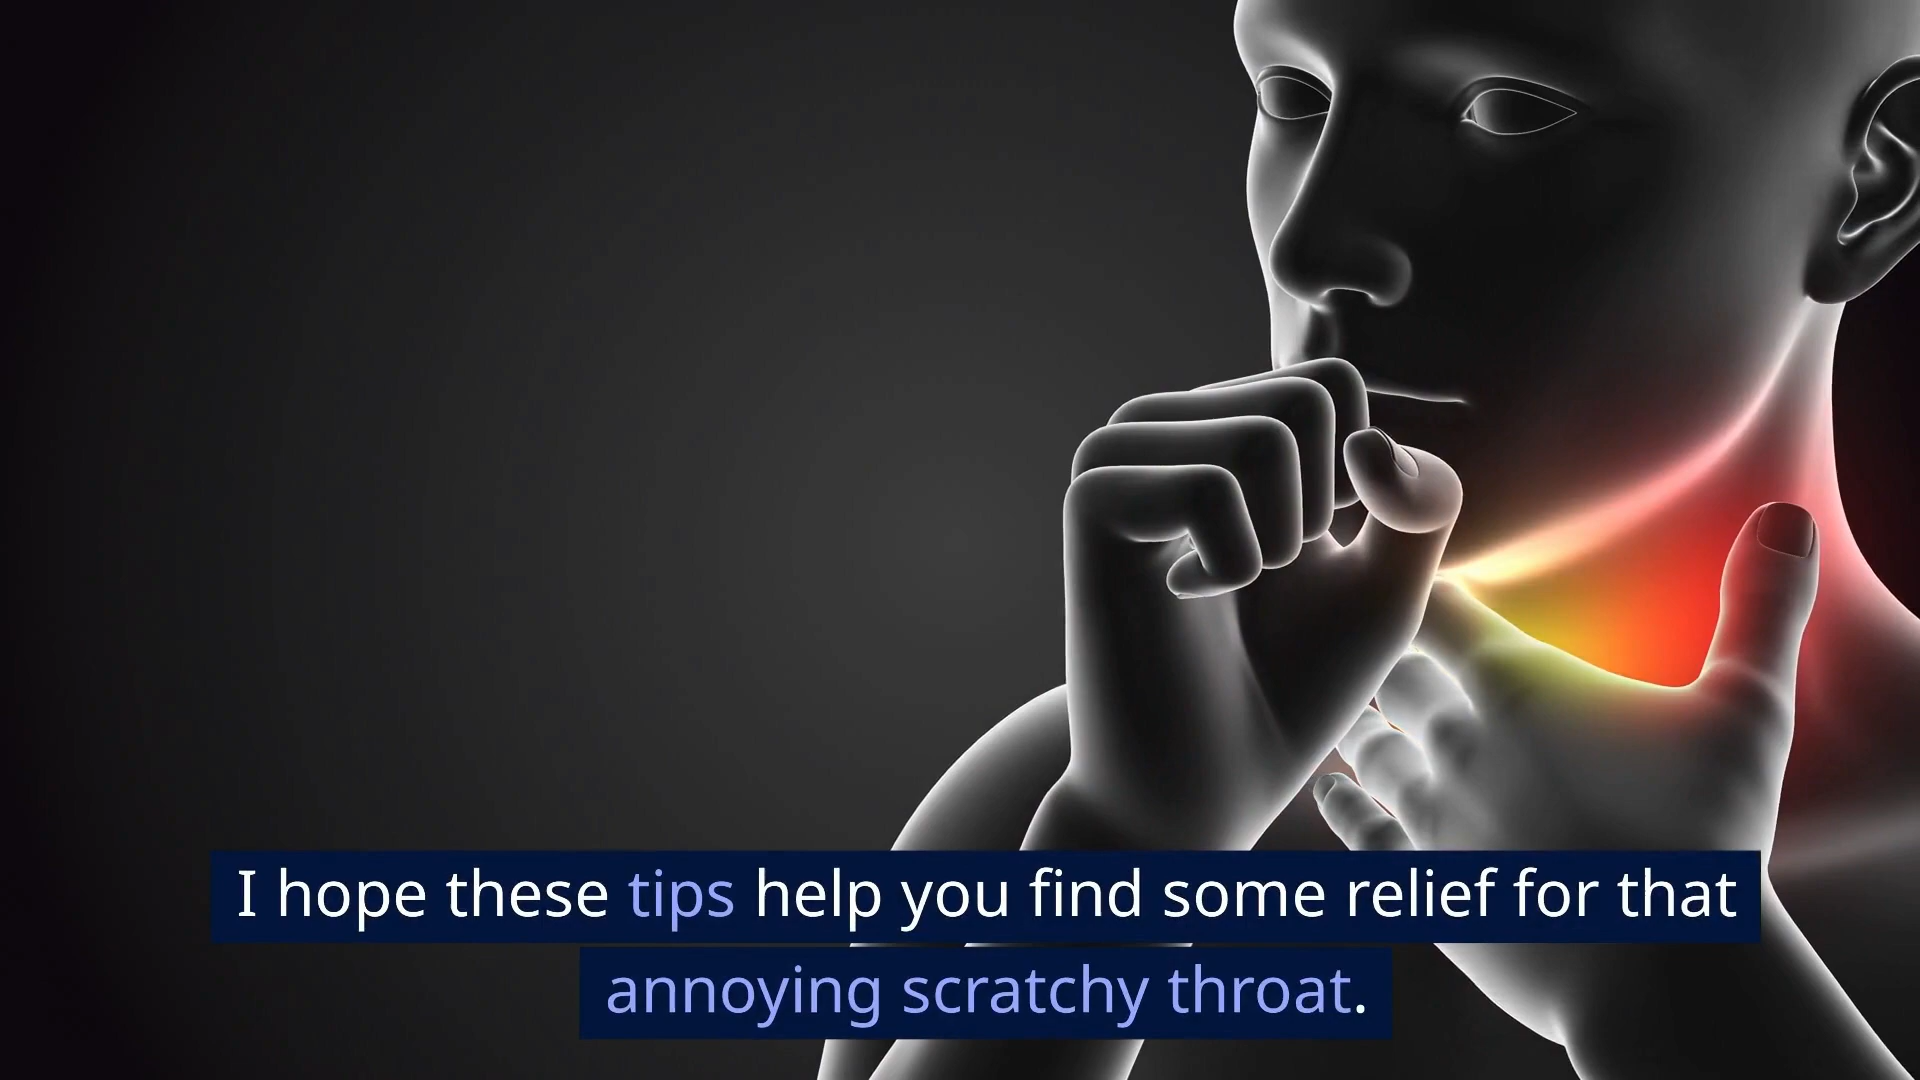 I hope these tips help you find some relief for that
annoying scratchy throat.